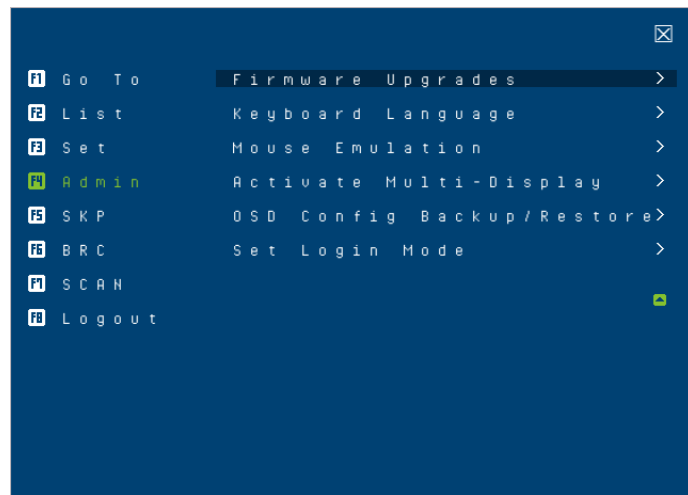 F1 Go To Firmware Upgrades >
F2 List Keyboard Language >
F3 Set Mouse Emulation >
F4 Admin Activate Multi-Display >
F5 SKP OSD Config Backup/Restore>
F6 BRC Set Login Mode >
F7 SCAN
F8 Logout